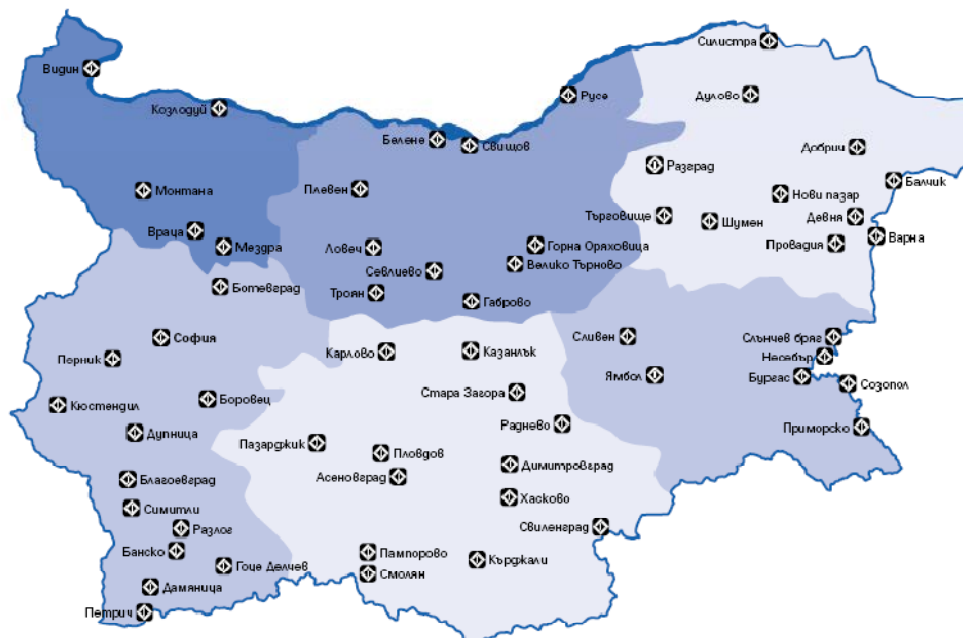 Силистра
Видин
Дулово
Русе
Козлодуй
Белене
Свищов
Добрич
Разград
Балчик
Плевен
Монтана
Нови пазар
Търговище
Шумен
Девня
Враца
Варна
Мездра
Ловеч
Горна Оряховица
Провадия
Велико Търново
Севлиево
Ботевград
Троян
Габрово
София
Сливен
Слънчев бряг
Перник
Карлово
Казанлък
Несебър
Ямбол
Бургас
Созопол
Стара Загора
Кюстендил
Боровец
Раднево
Приморско
Дупница
Пазарджик
Пловдов
Димитровград
Асеновград
Благоевград
Хасково
Симитли
Разлог
Свиленград
Банско
Пампорово
Кърджали
Гоце Делчев
Смолян
Дамяница
Петрич